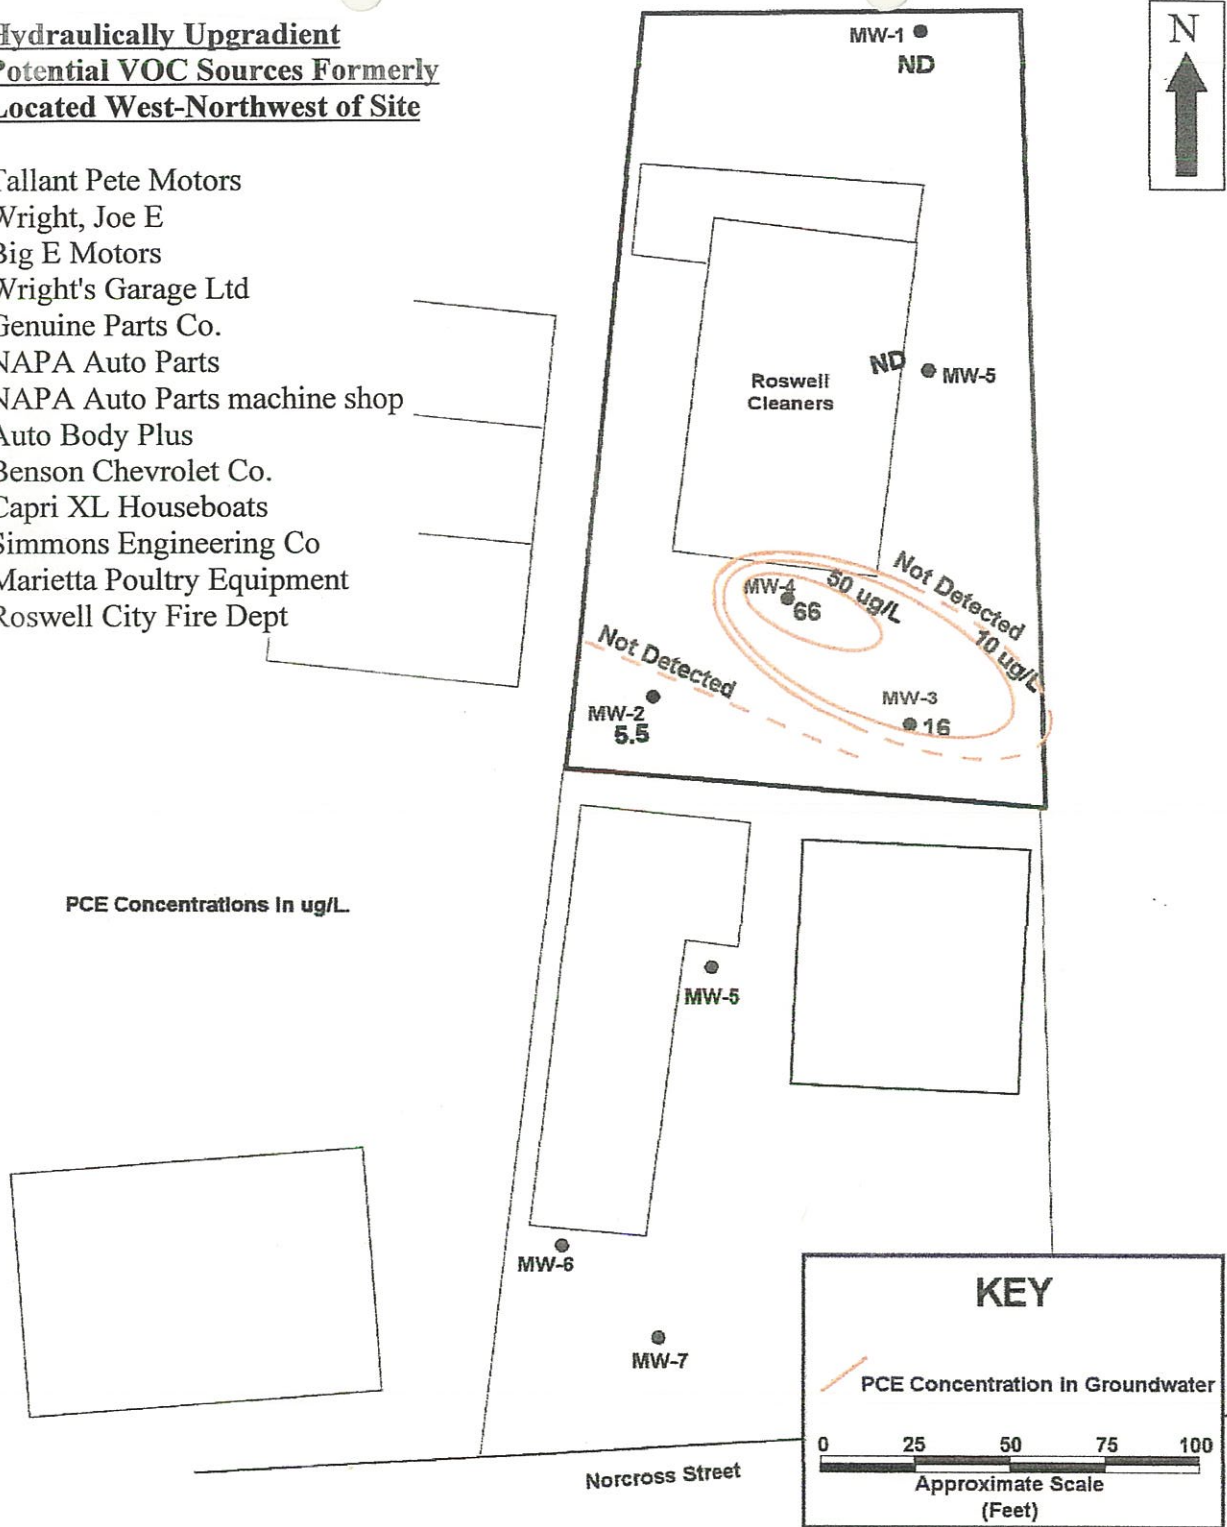 Hydraulically Upgradient
Potential VOC Sources Formerly
Located West-Northwest of Site
Tallant Pete Motors
Wright, Joe E
Big E Motors
Wright's Garage Ltd
Genuine Parts Co.
NAPA Auto Parts
NAPA Auto Parts machine shop
Auto Body Plus
Benson Chevrolet Co.
Capri XL Houseboats
Simmons Engineering Co
Marietta Poultry Equipment
Roswell City Fire Dept
N
MW-1
ND
Roswell
Cleaners
ND
MW-5
Not Detected
50 ug/L
MW-4
66
10 ug/L
Not Detected
MW-3
16
MW-2
5.5
PCE Concentrations in ug/L
MW-5
MW-6
MW-7
Norcross Street
KEY
PCE Concentration in Groundwater
0 25 50 75 100
Approximate Scale
(Feet)